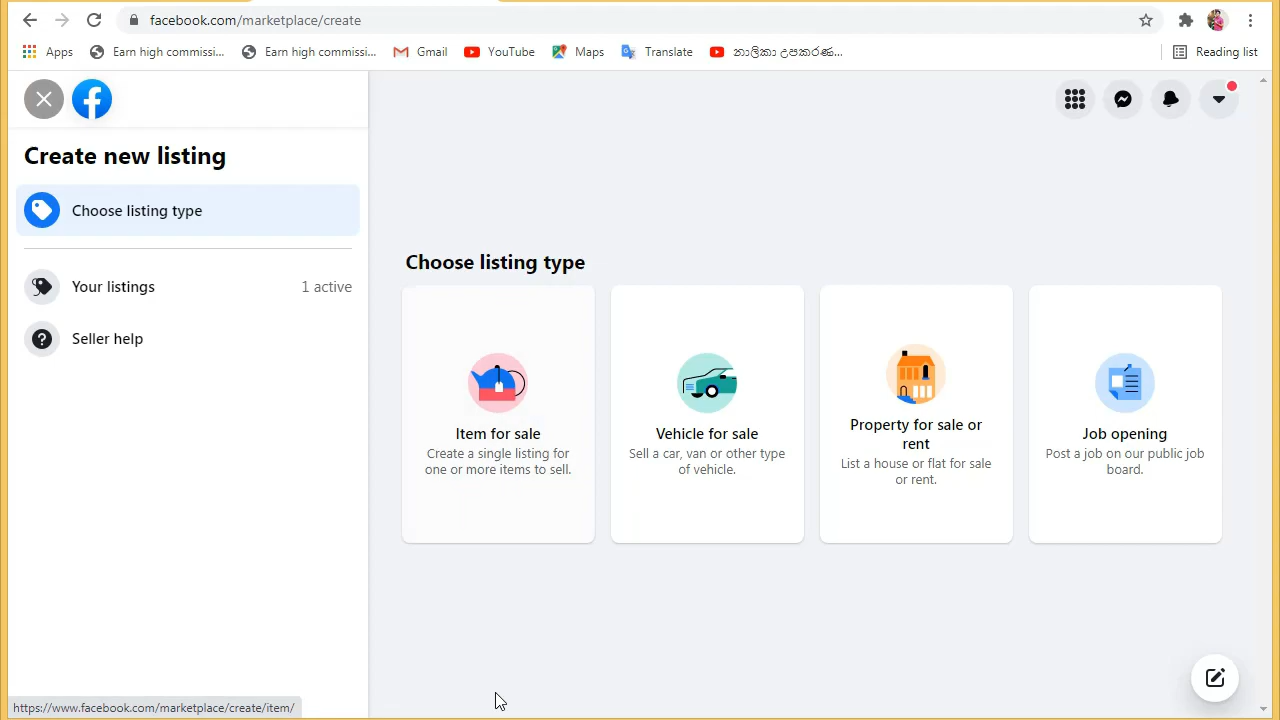 facebook.com/marketplace/create
Apps
Earn high commissi...
Earn high commissi...
Gmail
YouTube
Maps
Translate
නාලිකා උපකරණ...
Reading list
Create new listing
Choose listing type
Your listings
1 active
Seller help
Choose listing type
Item for sale
Create a single listing for
one or more items to sell.
Vehicle for sale
Sell a car, van or other type
of vehicle.
Property for sale or
rent
List a house or flat for sale
or rent.
Job opening
Post a job on our public job
board.
https://www.facebook.com/marketplace/create/item/